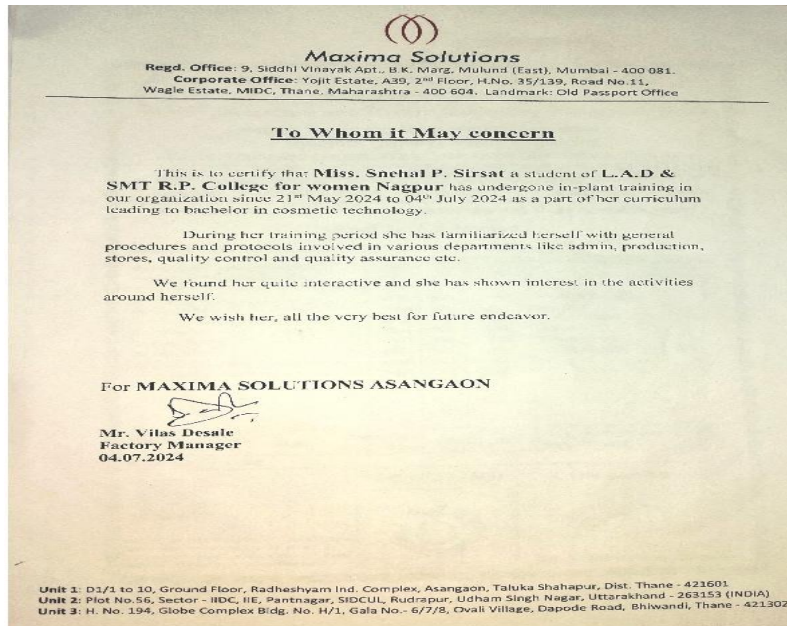 Maxima Solutions
Regd. Office: 9, Siddhi Vinayak Apt., B.K. Marg, Mulund (East), Mumbai - 400 081.
Corporate Office: Yojit Estate, A39, 2nd Floor, H.No. 35/139, Road No.11,
Wagle Estate, MIDC, Thane, Maharashtra - 400 604. Landmark: Old Passport Office
To Whom it May concern
This is to certify that Miss. Snehal P. Sirsat a student of L.A.D &
SMT R.P. College for women Nagpur has undergone in-plant training in
our organization since 21st May 2024 to 04th July 2024 as a part of her curriculum
leading to bachelor in cosmetic technology.
During her training period she has familiarized herself with general
procedures and protocols involved in various departments like admin, production,
stores, quality control and quality assurance etc.
We found her quite interactive and she has shown interest in the activities
around herself.
We wish her, all the very best for future endeavor.
For MAXIMA SOLUTIONS ASANGAON
Mr. Vilas Desale
Factory Manager
04.07.2024
Unit 1: D1/1 to 10, Ground Floor, Radheshyam Ind. Complex, Asangaon, Taluka Shahapur, Dist. Thane - 421601
Unit 2: Plot No.56, Sector - IIDC, IIE, Pantnagar, SIDCUL, Rudrapur, Udham Singh Nagar, Uttarakhand - 263153 (INDIA)
Unit 3: H. No. 194, Globe Complex Bldg. No. H/1, Gala No.- 6/7/8, Ovali Village, Dapode Road, Bhiwandi, Thane - 421302